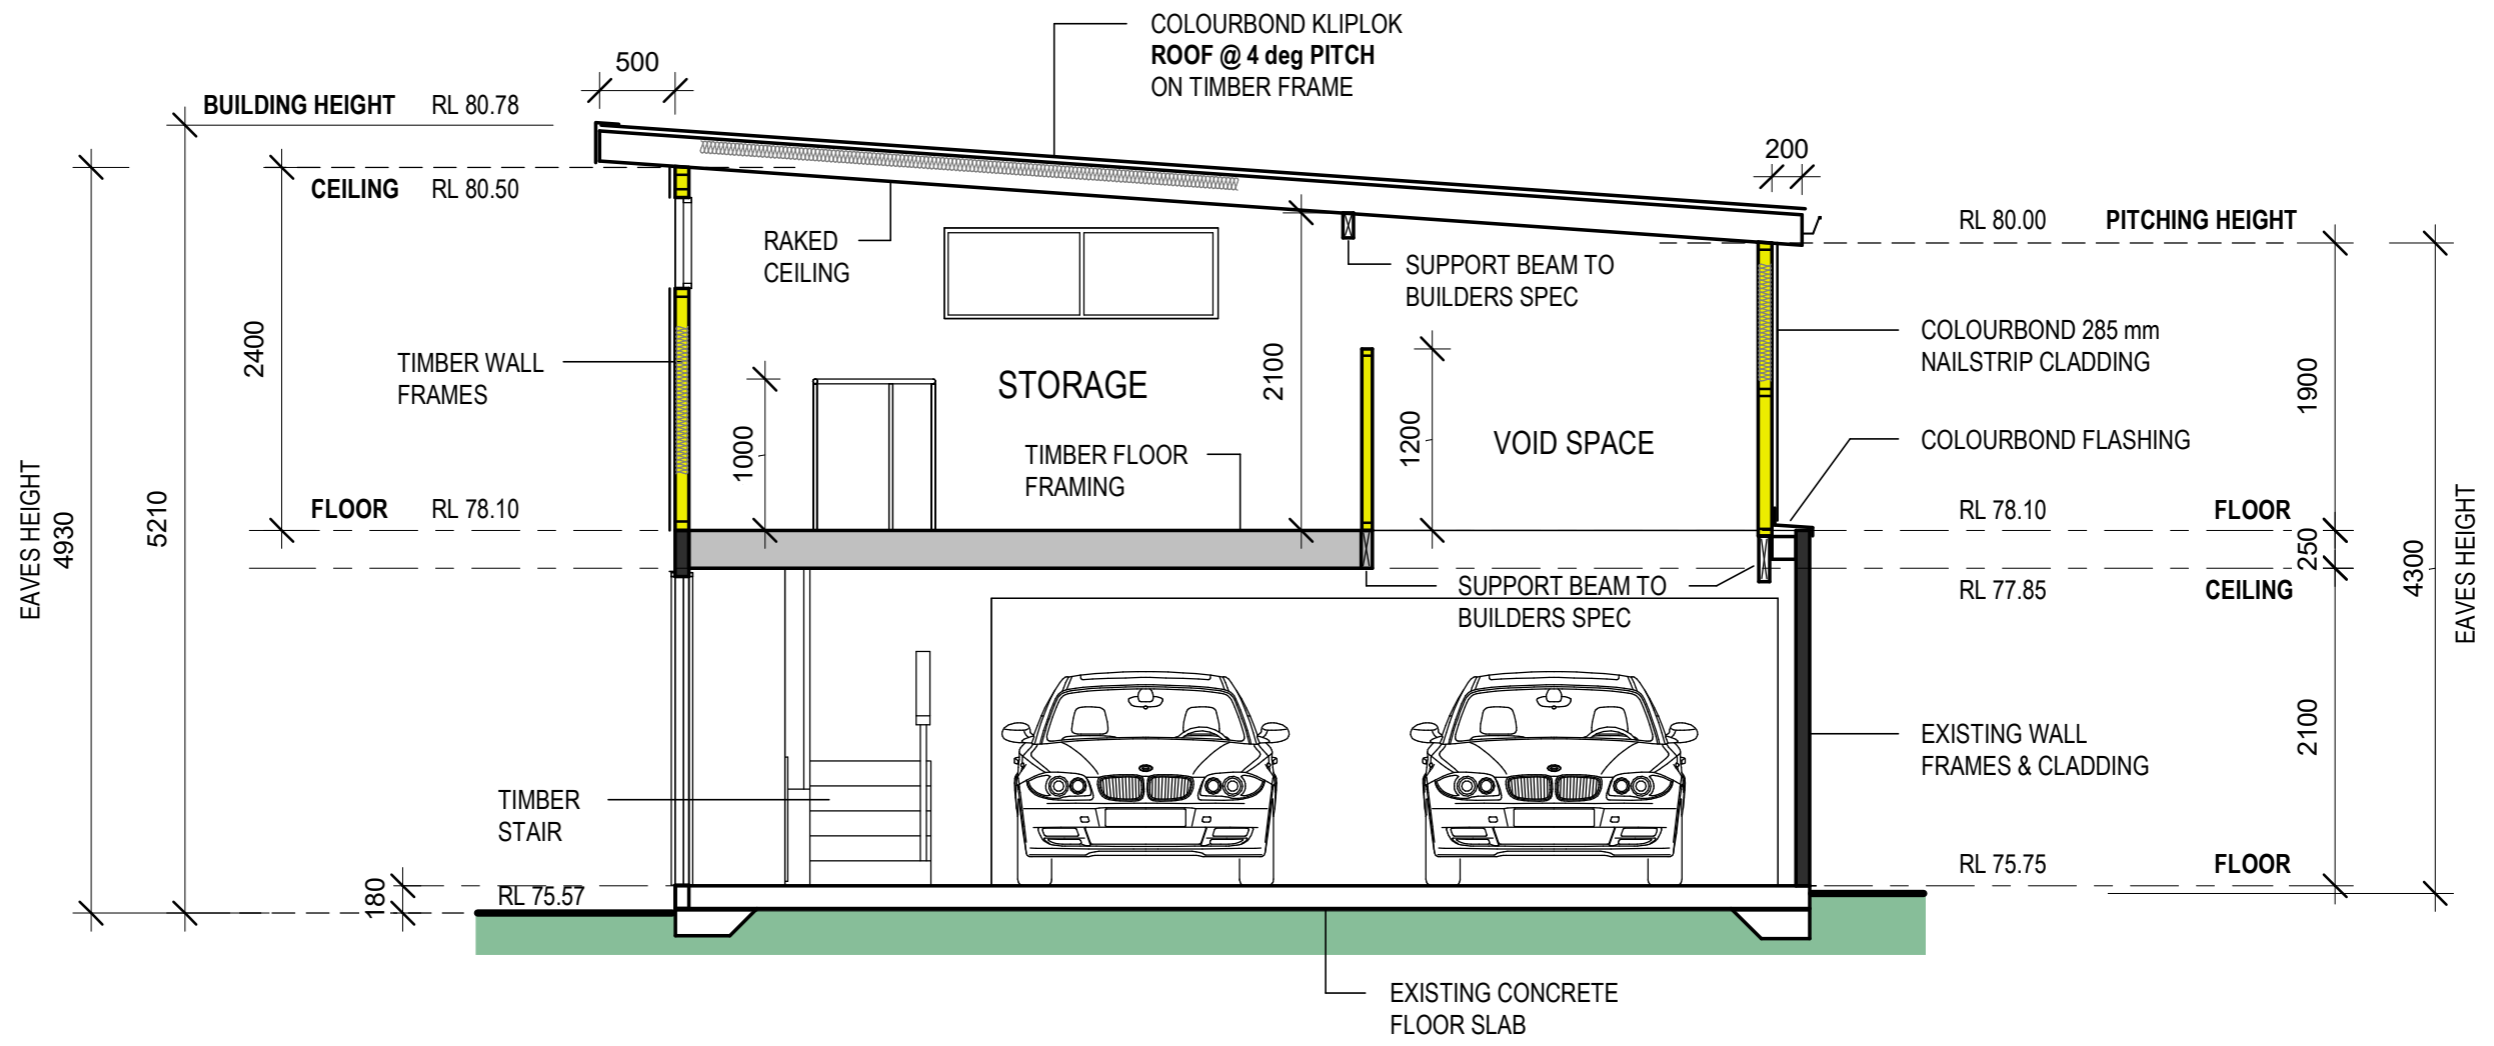 COLOURBOND KLIPLOK
ROOF @ 4 deg PITCH
ON TIMBER FRAME
500
BUILDING HEIGHT RL 80.78
200
CEILING RL 80.50
RL 80.00 PITCHING HEIGHT
RAKED
CEILING
SUPPORT BEAM TO
BUILDERS SPEC
2400
TIMBER WALL
FRAMES
STORAGE
1000
2100
1200
VOID SPACE
COLOURBOND 285 mm
NAILSTRIP CLADDING
1900
COLOURBOND FLASHING
TIMBER FLOOR
FRAMING
EAVES HEIGHT
4930
5210
FLOOR RL 78.10
RL 78.10 FLOOR
250
4300
EAVES HEIGHT
SUPPORT BEAM TO
BUILDERS SPEC
RL 77.85 CEILING
2100
EXISTING WALL
FRAMES & CLADDING
TIMBER
STAIR
180
RL 75.57
RL 75.75 FLOOR
EXISTING CONCRETE
FLOOR SLAB